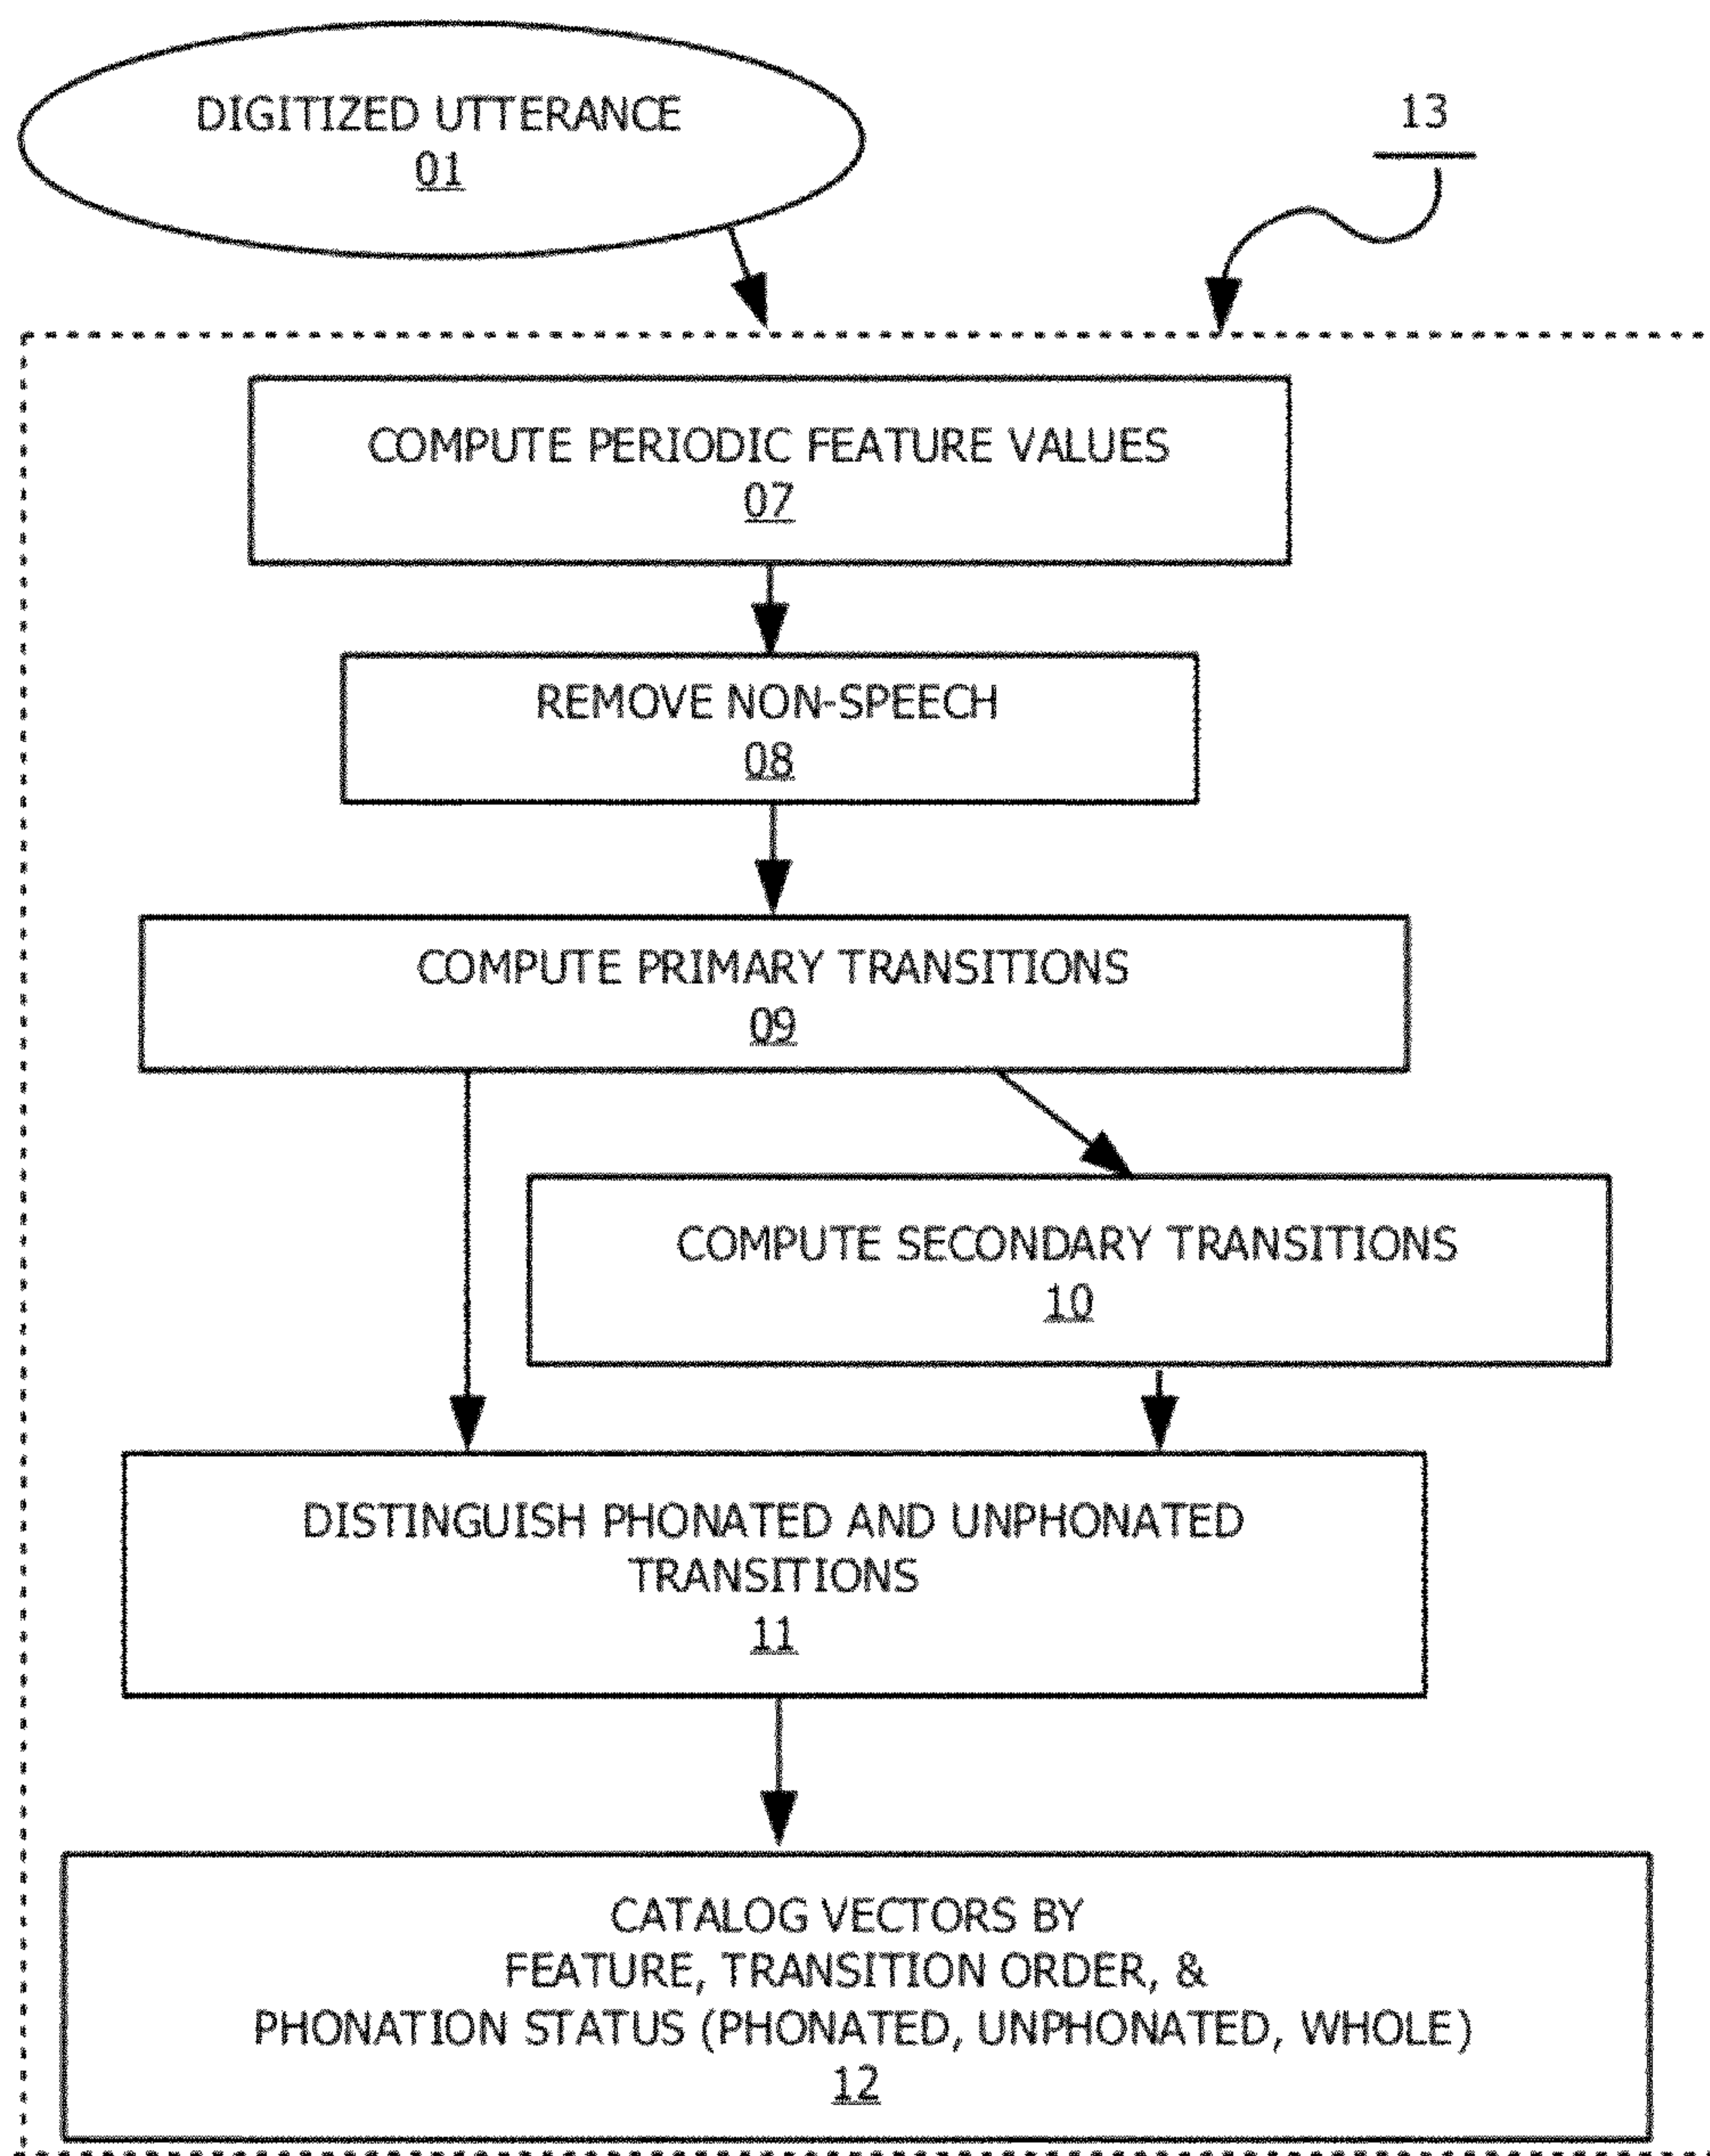 DIGITIZED UTTERANCE
01
13
COMPUTE PERIODIC FEATURE VALUES
07
REMOVE NON-SPEECH
08
COMPUTE PRIMARY TRANSITIONS
09
COMPUTE SECONDARY TRANSITIONS
10
DISTINGUISH PHONATED AND UNPHONATED
TRANSITIONS
11
CATALOG VECTORS BY
FEATURE, TRANSITION ORDER, &
PHONATION STATUS (PHONATED, UNPHONATED, WHOLE)
12